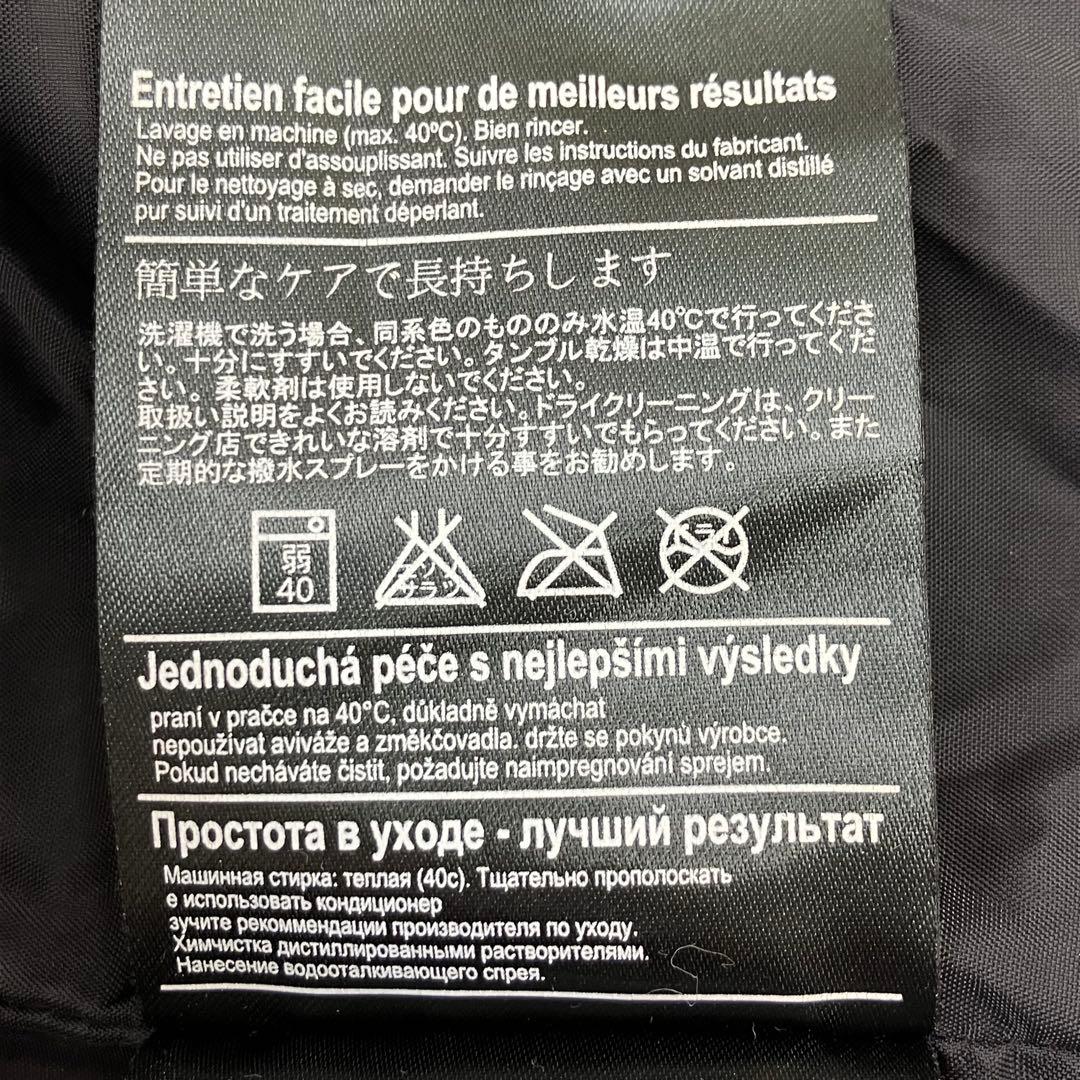 Entretien facile pour de meilleurs résultats
Lavage en machine (max. 40ºC). Bien rincer.
Ne pas utiliser d'assouplissant. Suivre les instructions du fabricant.
Pour le nettoyage à sec, demander le rinçage avec un solvant distillé
pur suivi d'un traitement déperlant.
簡単なケアで長持ちします
洗濯機で洗う場合、同系色のもののみ水温40℃で行ってくださ
い。十分にすすいでください。タンブル乾燥は中温で行ってくだ
さい。柔軟剤は使用しないでください。
取扱い説明をよくお読みください。ドライクリーニングは、クリー
ニング店できれいな溶剤で十分すすいでもらってください。また
定期的な撥水スプレーをかける事をお勧めします。
弱
40
エンソ
サラシ
ドライ
Jednoduchá péče s nejlepšími výsledky
praní v pračce na 40°C, důkladně vymáchat
nepoužívat aviváže a změkčovadla. držte se pokynů výrobce.
Pokud necháváte čistit, požadujte naimpregnování sprejem.
Простота в уходе - лучший результат
Машинная стирка: теплая (40с). Тщательно прополоскать
е использовать кондиционер
зучите рекоммендации производителя по уходу.
Химчистка дистиллированными растворителями.
Нанесение водооталкивающего спрея.